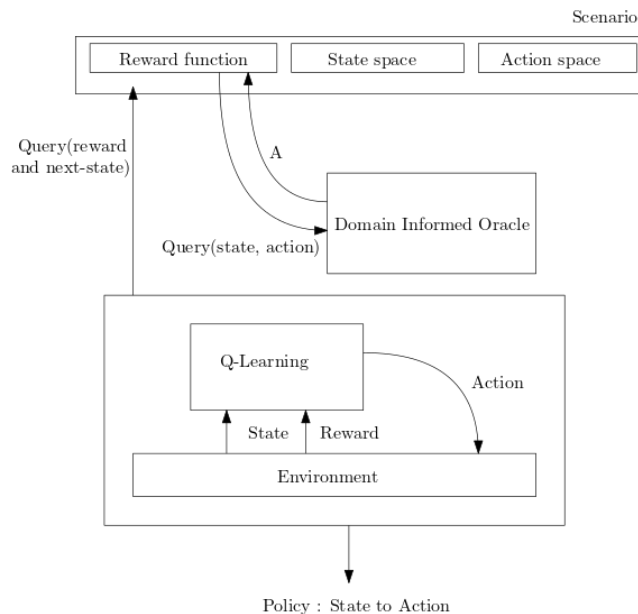 Scenario
Reward function
State space
Action space
Query(reward
and next-state)
A
Domain Informed Oracle
Query(state, action)
Q-Learning
Action
State
Reward
Environment
Policy : State to Action